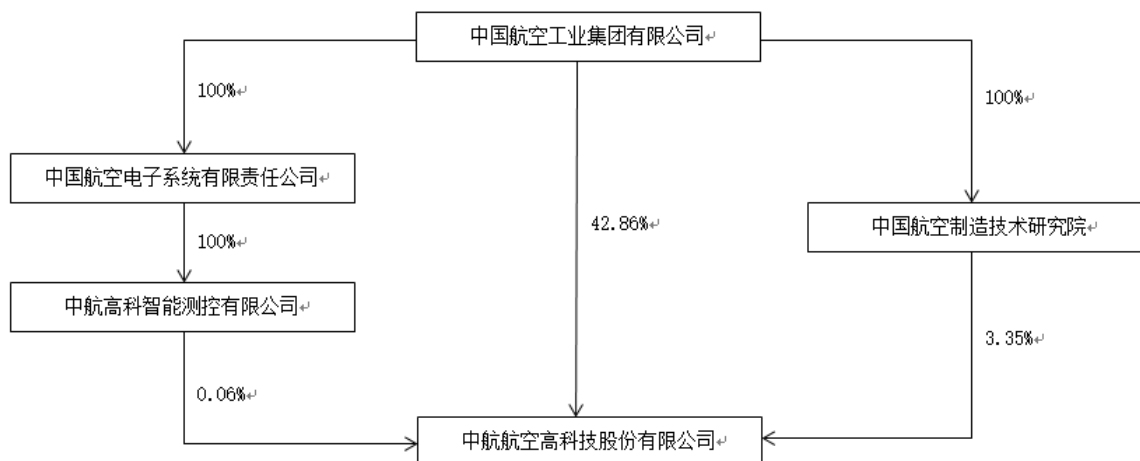 中国航空工业集团有限公司
100%
100%
中国航空电子系统有限责任公司
42.86%
中国航空制造技术研究院
100%
中航高科智能测控有限公司
3.35%
0.06%
中航航空高科技股份有限公司